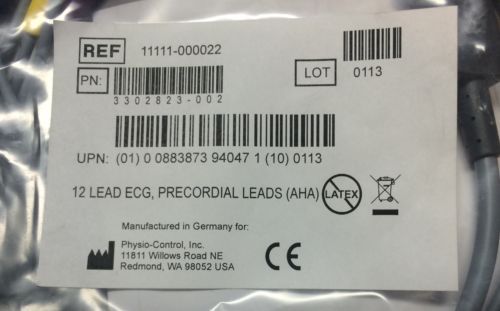 REF 11111-000022
LOT 0113
PN:
3302823-002
UPN: (01) 0 0883873 94047 1 (10) 0113
12 LEAD ECG, PRECORDIAL LEADS (AHA) LATEX
Manufactured in Germany for:
Physio-Control, Inc.
11811 Willows Road NE
Redmond, WA 98052 USA
CE